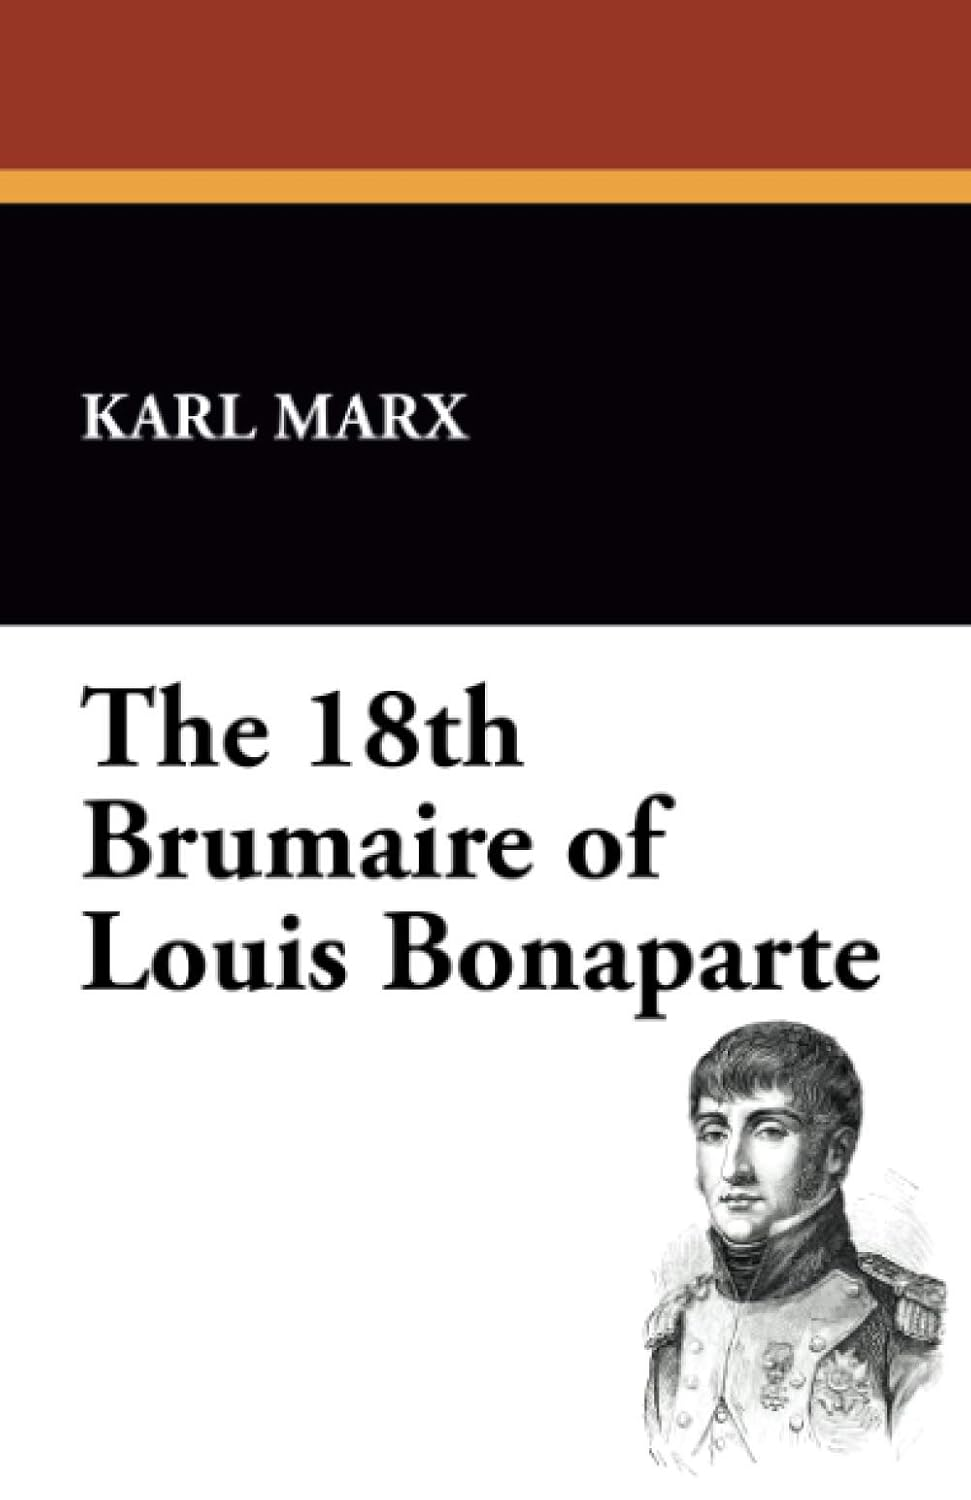 KARL MARX
The 18th
Brumaire of
Louis Bonaparte